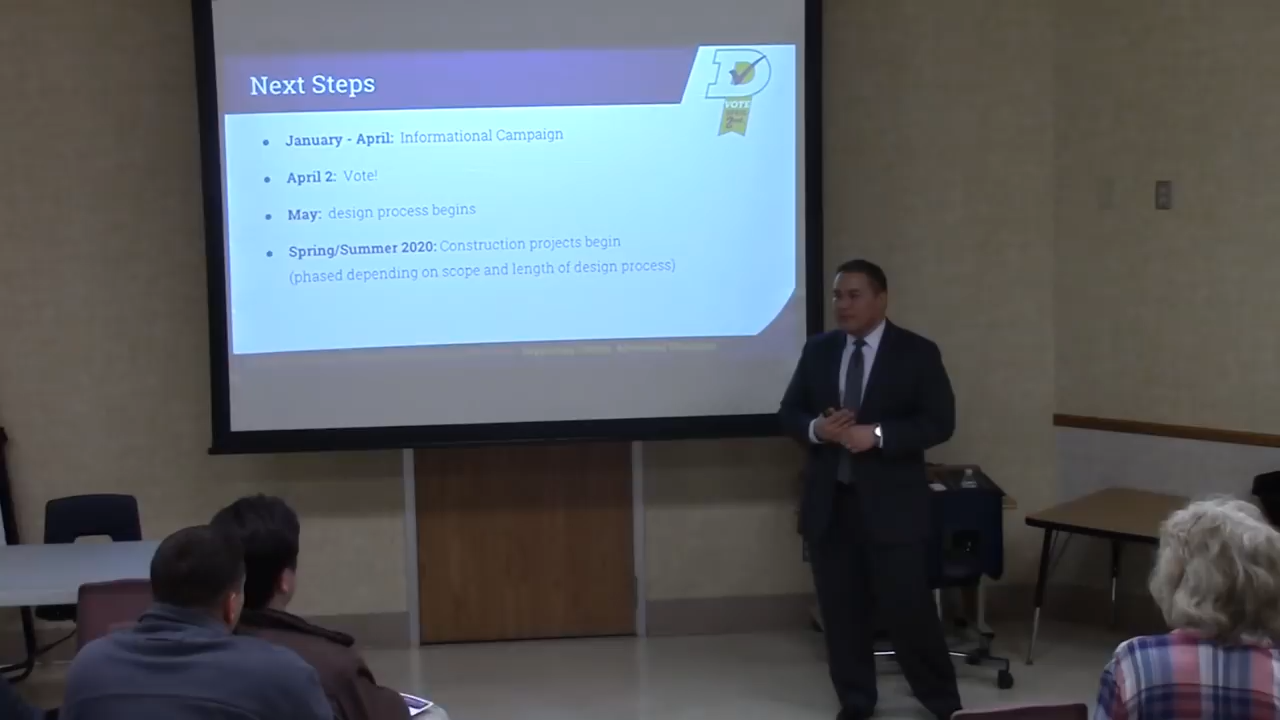 Next Steps
VOTE
January - April: Informational Campaign
April 2: Vote!
May: design process begins
Spring/Summer 2020: Construction projects begin
(phased depending on scope and length of design process)